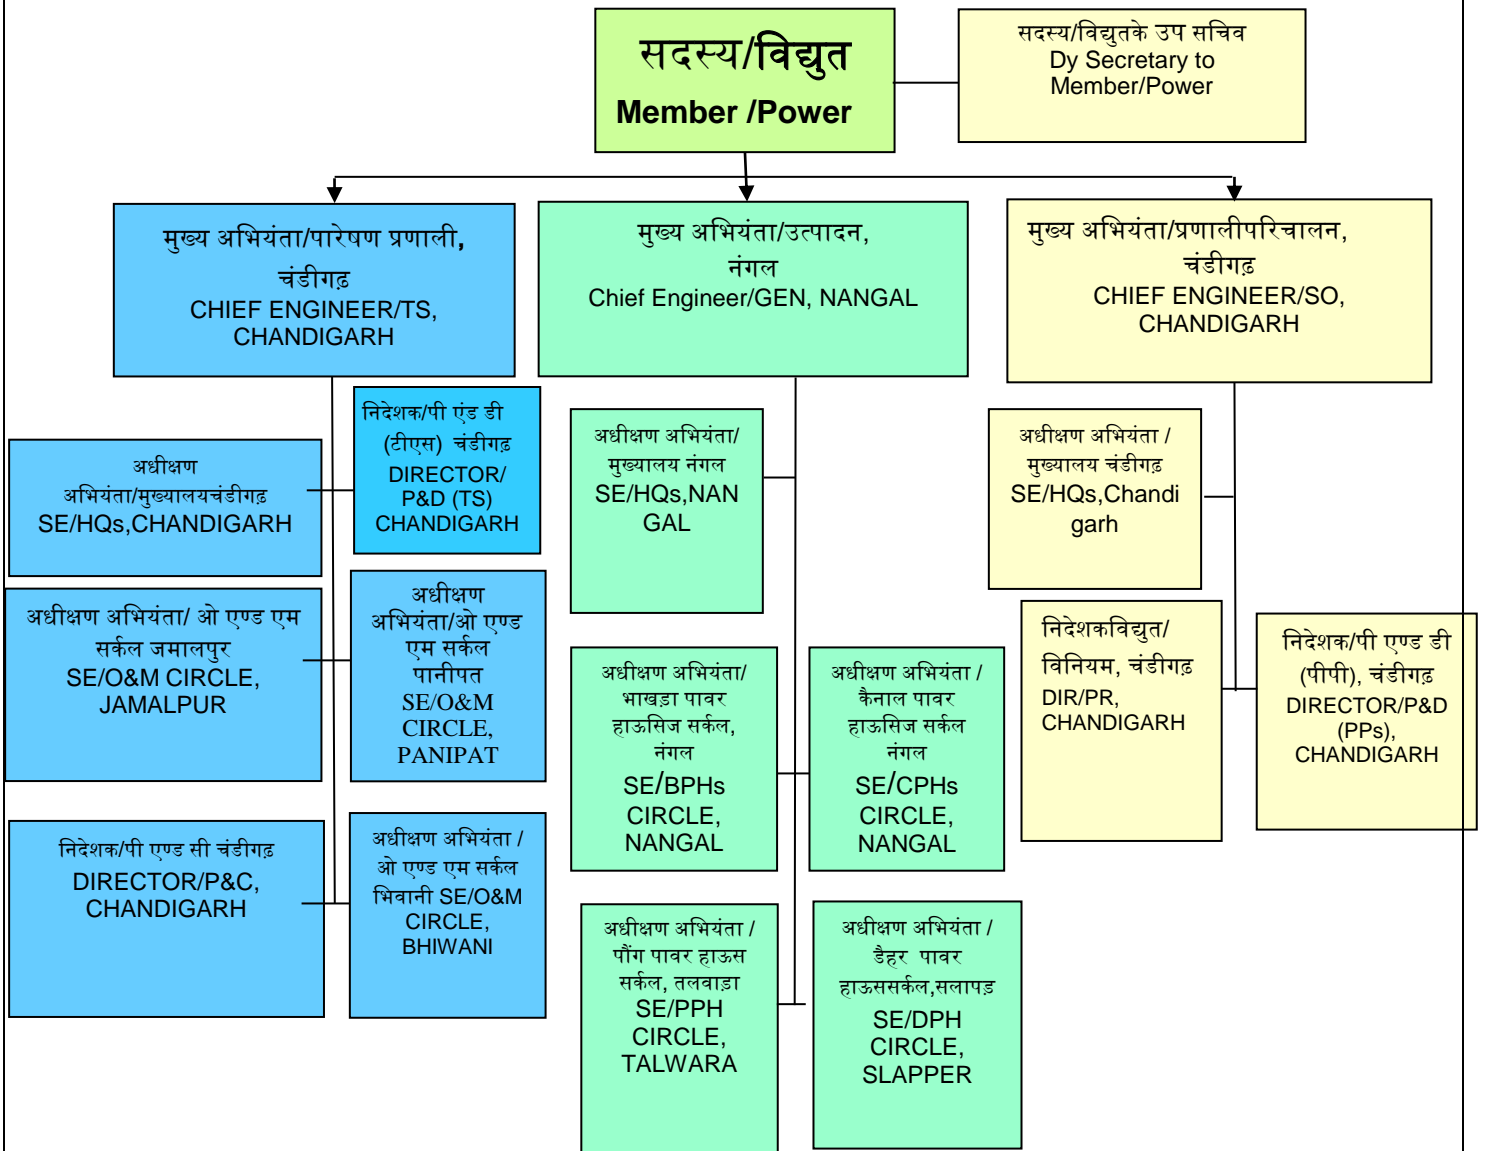 सदस्य/विद्युत
Member /Power
सदस्य/विद्युतके उप सचिव
Dy Secretary to
Member/Power
मुख्य अभियंता/पारेषण प्रणाली,
चंडीगढ़
CHIEF ENGINEER/TS,
CHANDIGARH
मुख्य अभियंता/उत्पादन,
नंगल
Chief Engineer/GEN, NANGAL
मुख्य अभियंता/प्रणालीपरिचालन,
चंडीगढ़
CHIEF ENGINEER/SO,
CHANDIGARH
अधीक्षण
अभियंता/मुख्यालयचंडीगढ़
SE/HQs,CHANDIGARH
निदेशक/पी एंड डी
(टीएस) चंडीगढ़
DIRECTOR/
P&D (TS)
CHANDIGARH
अधीक्षण अभियंता/ ओ एण्ड एम
सर्कल जमालपुर
SE/O&M CIRCLE,
JAMALPUR
अधीक्षण
अभियंता/ओ एण्ड
एम सर्कल
पानीपत
SE/O&M
CIRCLE,
PANIPAT
निदेशक/पी एण्ड सी चंडीगढ़
DIRECTOR/P&C,
CHANDIGARH
अधीक्षण अभियंता /
ओ एण्ड एम सर्कल
भिवानी SE/O&M
CIRCLE,
BHIWANI
अधीक्षण अभियंता/
मुख्यालय नंगल
SE/HQs,NAN
GAL
अधीक्षण अभियंता/
भाखड़ा पावर
हाऊसिज सर्कल,
नंगल
SE/BPHs
CIRCLE,
NANGAL
अधीक्षण अभियंता /
कैनाल पावर
हाऊसिज सर्कल
नंगल
SE/CPHs
CIRCLE,
NANGAL
अधीक्षण अभियंता /
पौंग पावर हाऊस
सर्कल, तलवाड़ा
SE/PPH
CIRCLE,
TALWARA
अधीक्षण अभियंता /
डैहर पावर
हाऊससर्कल,सलापड़
SE/DPH
CIRCLE,
SLAPPER
अधीक्षण अभियंता /
मुख्यालय चंडीगढ़
SE/HQs,Chandi
garh
निदेशकविद्युत/
विनियम, चंडीगढ़
DIR/PR,
CHANDIGARH
निदेशक/पी एण्ड डी
(पीपी), चंडीगढ़
DIRECTOR/P&D
(PPs),
CHANDIGARH